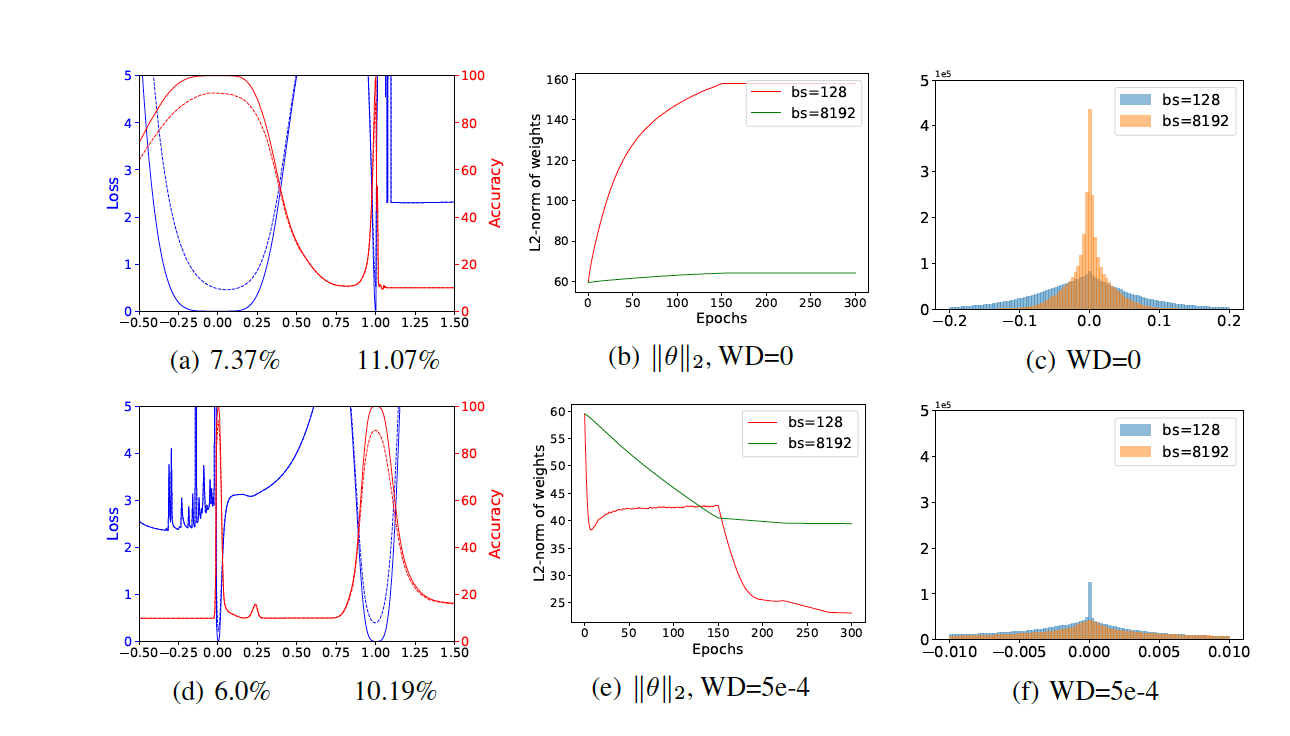 5 4 3 2 1 0
Loss
100 80 60 40 20 0
Accuracy
−0.50 −0.25 0.00 0.25 0.50 0.75 1.00 1.25 1.50
(a) 7.37% 11.07%
160 140 120 100 80 60
L2-norm of weights
bs=128
bs=8192
0 50 100 150 200 250 300
Epochs
(b) ‖θ‖₂, WD=0
1e5
5 4 3 2 1 0
bs=128
bs=8192
−0.2 −0.1 0.0 0.1 0.2
(c) WD=0
5 4 3 2 1 0
Loss
100 80 60 40 20 0
Accuracy
−0.50 −0.25 0.00 0.25 0.50 0.75 1.00 1.25 1.50
(d) 6.0% 10.19%
60 55 50 45 40 35 30 25
L2-norm of weights
bs=128
bs=8192
0 50 100 150 200 250 300
Epochs
(e) ‖θ‖₂, WD=5e-4
1e5
5 4 3 2 1 0
bs=128
bs=8192
−0.010 −0.005 0.000 0.005 0.010
(f) WD=5e-4